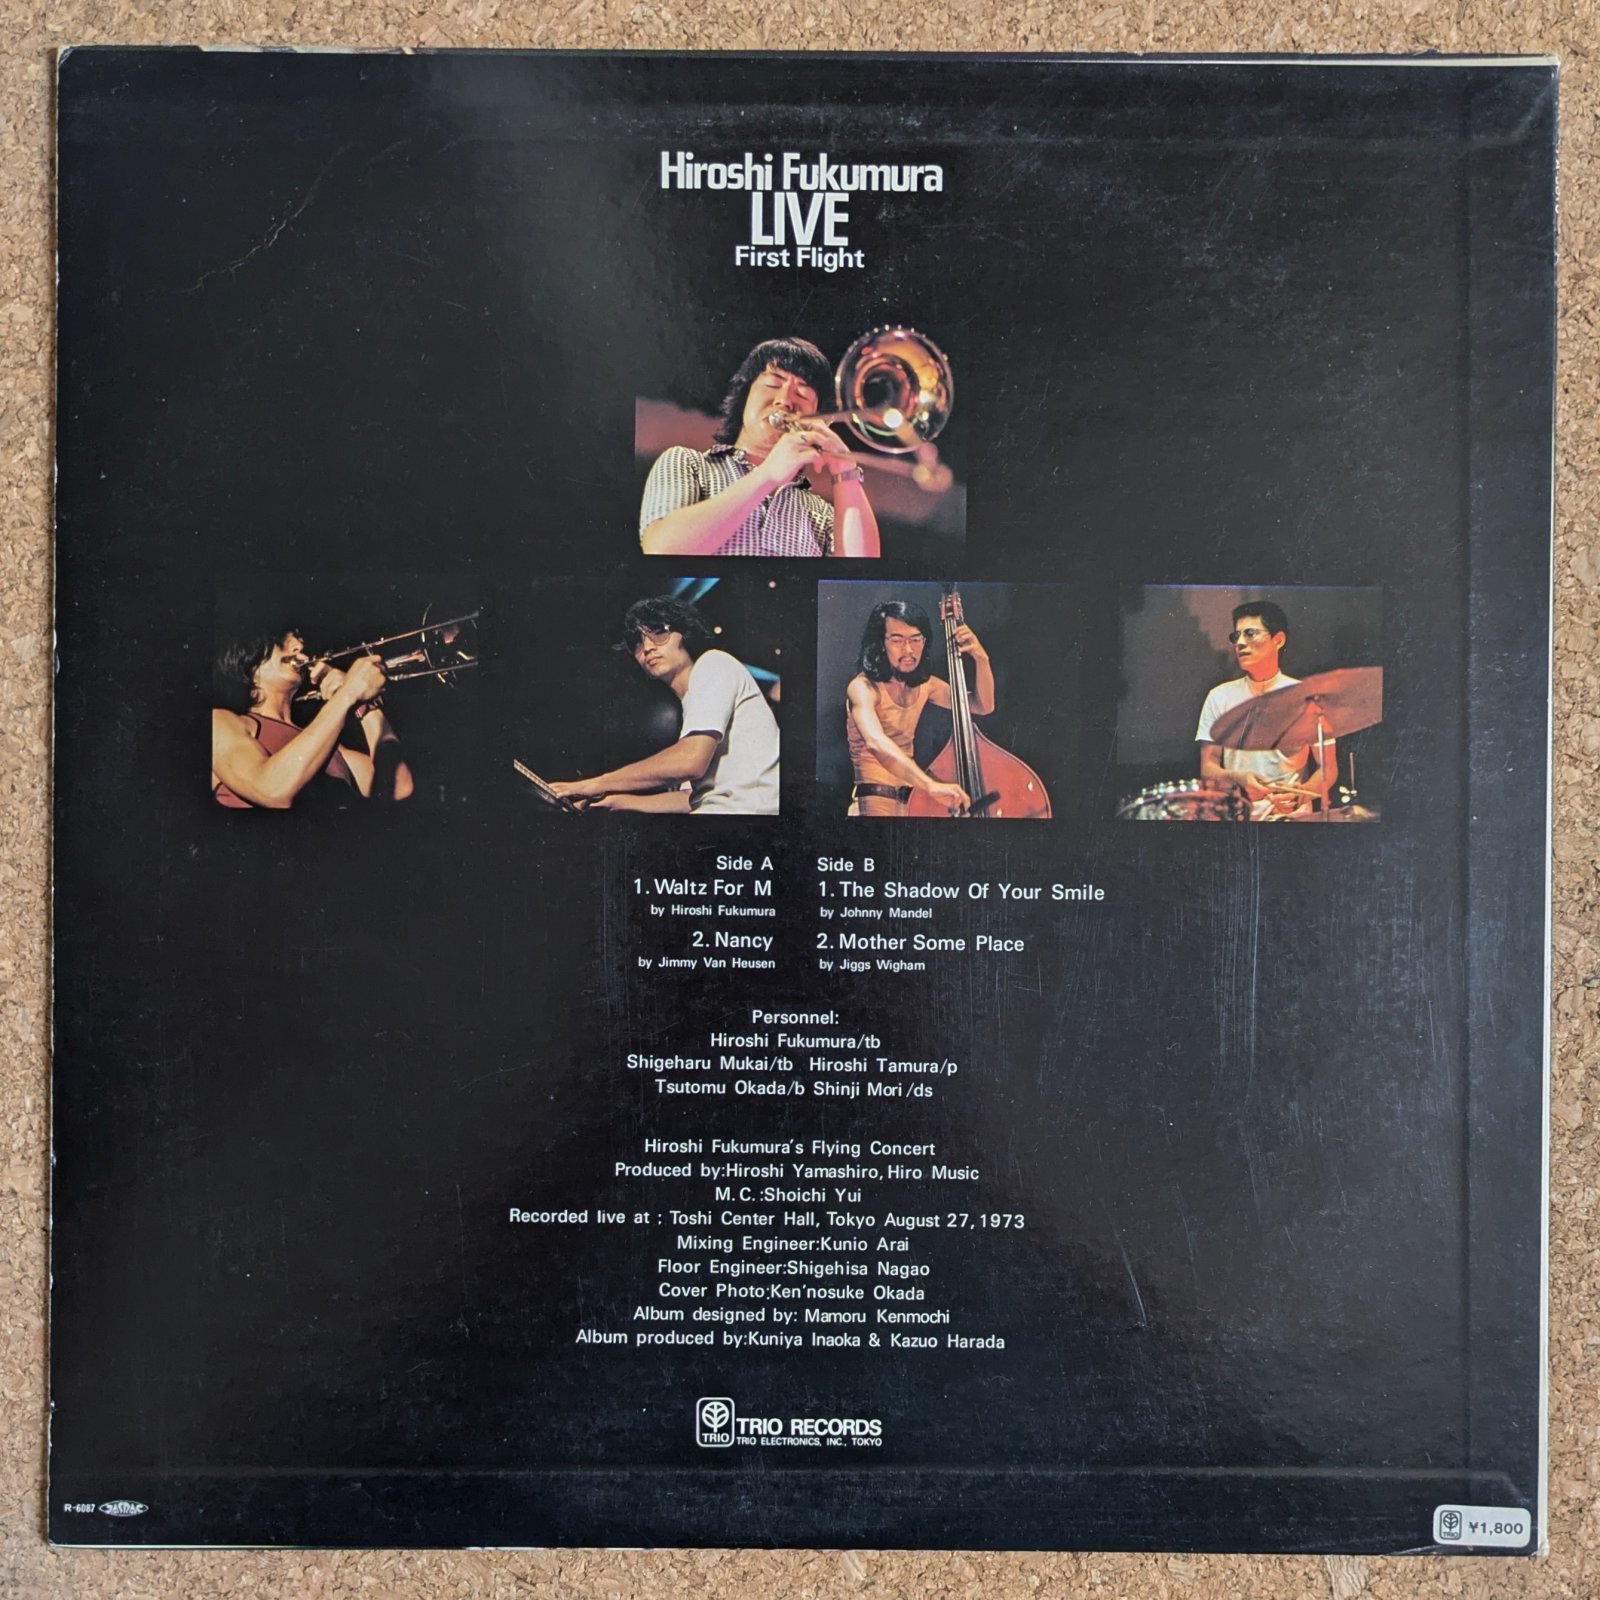 Hiroshi Fukumura
LIVE
First Flight
Side A
1. Waltz For M
by Hiroshi Fukumura
2. Nancy
by Jimmy Van Heusen
Side B
1. The Shadow Of Your Smile
by Johnny Mandel
2. Mother Some Place
by Jiggs Wigham
Personnel:
Hiroshi Fukumura/tb
Shigeharu Mukai/tb Hiroshi Tamura/p
Tsutomu Okada/b Shinji Mori/ds
Hiroshi Fukumura's Flying Concert
Produced by:Hiroshi Yamashiro, Hiro Music
M. C. :Shoichi Yui
Recorded live at ; Toshi Center Hall, Tokyo August 27, 1973
Mixing Engineer:Kunio Arai
Floor Engineer:Shigehisa Nagao
Cover Photo:Ken'nosuke Okada
Album designed by: Mamoru Kenmochi
Album produced by:Kuniya Inaoka & Kazuo Harada
TRIO
TRIO RECORDS
TRIO ELECTRONICS, INC., TOKYO
R-6087 JASRAC
TRIO ¥1,800